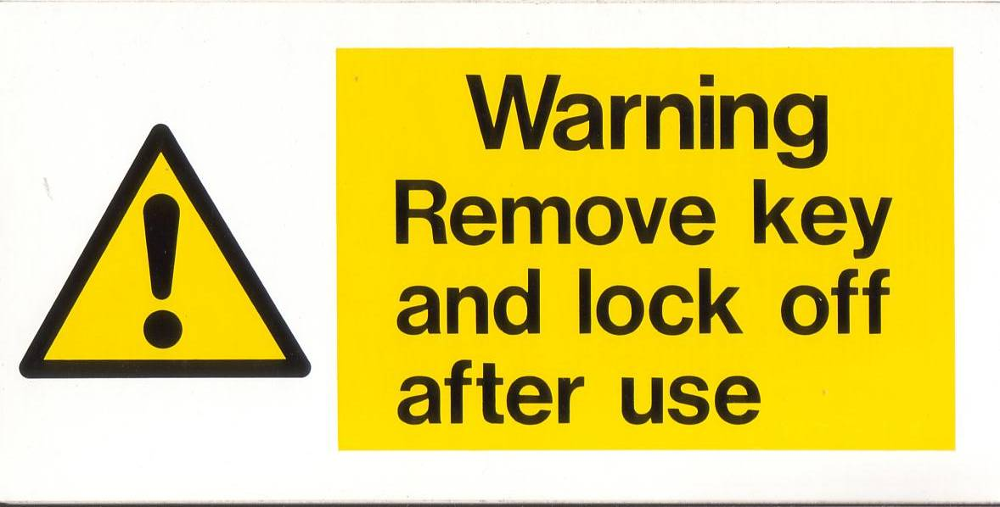 Warning
Remove key
and lock off
after use